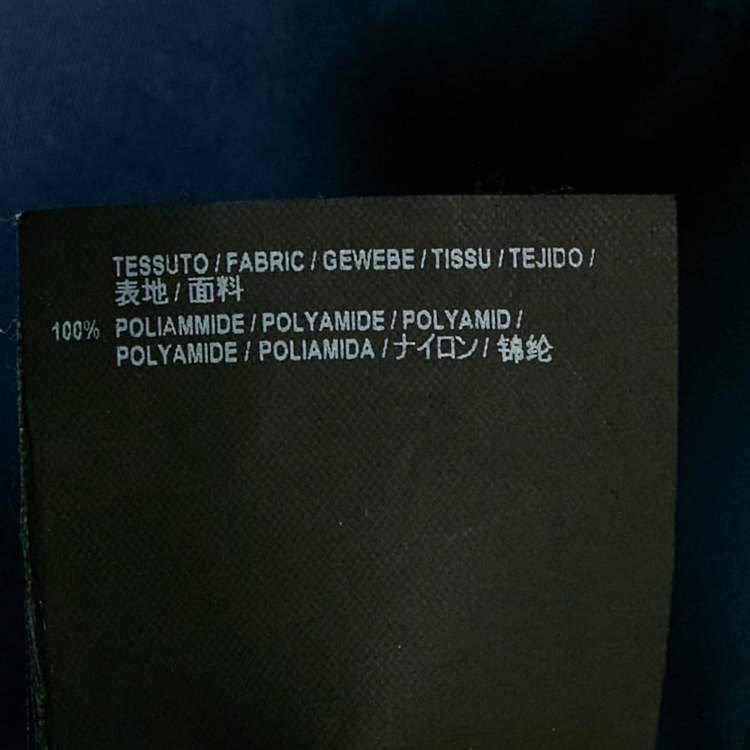 TESSUTO / FABRIC / GEWEBE / TISSU / TEJIDO /
表地 / 面料
100% POLIAMMIDE / POLYAMIDE / POLYAMID /
POLYAMIDE / POLIAMIDA / ナイロン / 锦纶